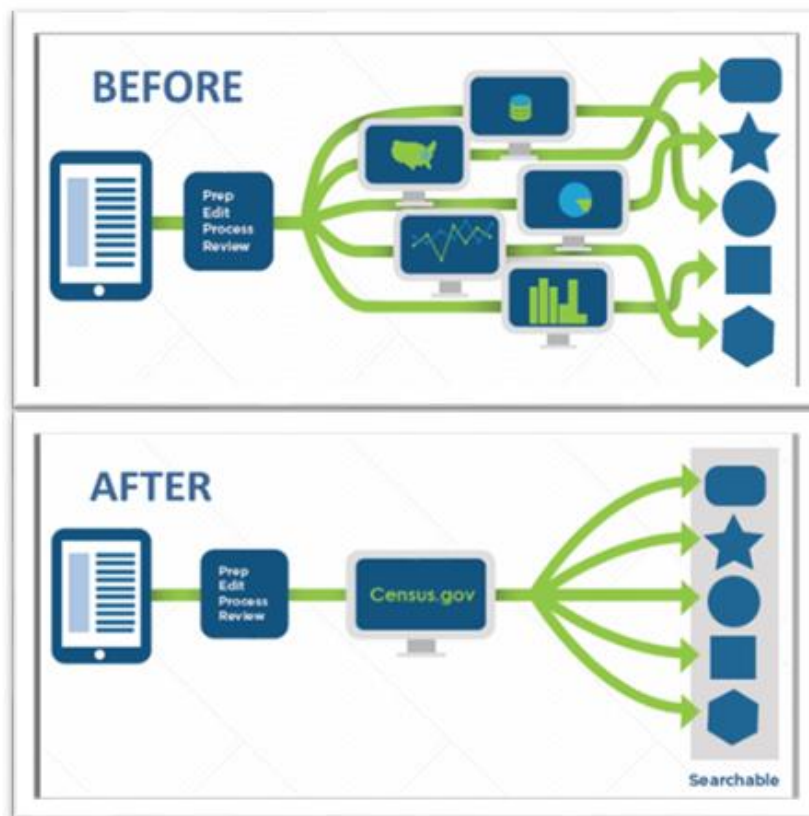 BEFORE
Prep
Edit
Process
Review
AFTER
Prep
Edit
Process
Review
Census.gov
Searchable